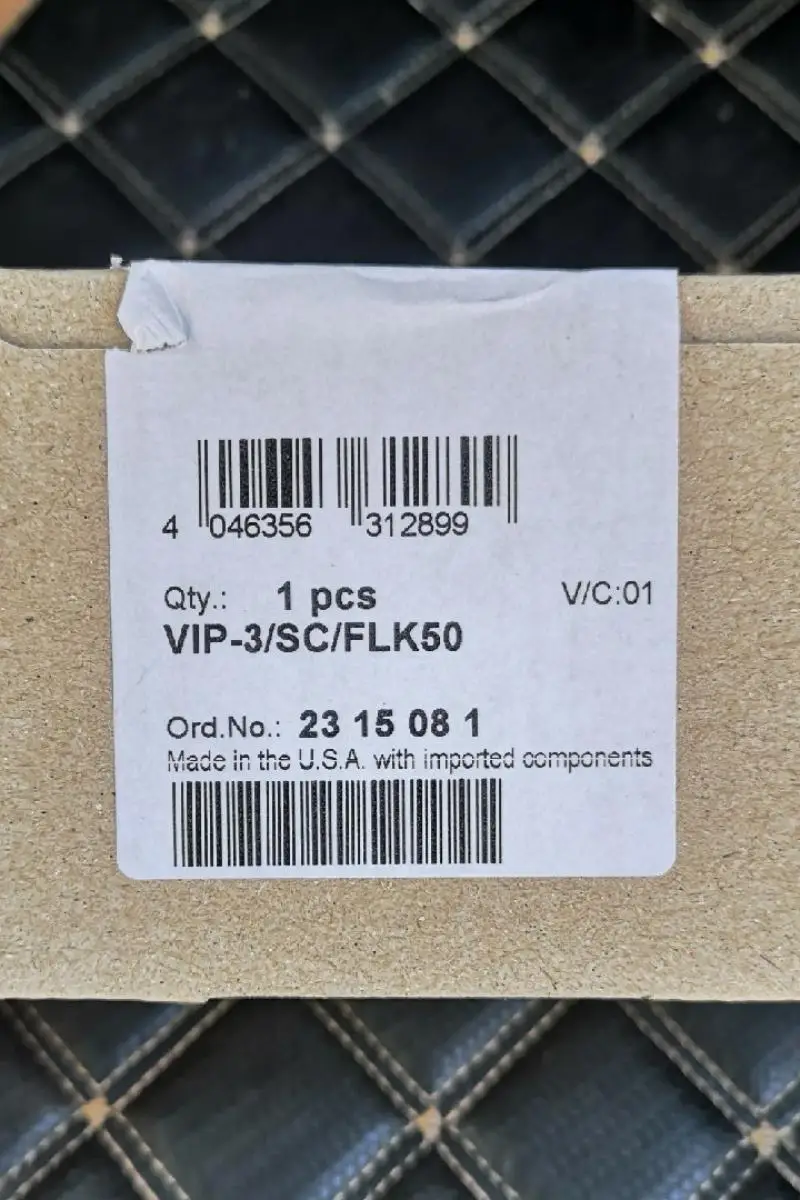 4 046356 312899
Qty.: 1 pcs V/C:01
VIP-3/SC/FLK50
Ord.No.: 23 15 08 1
Made in the U.S.A. with imported components